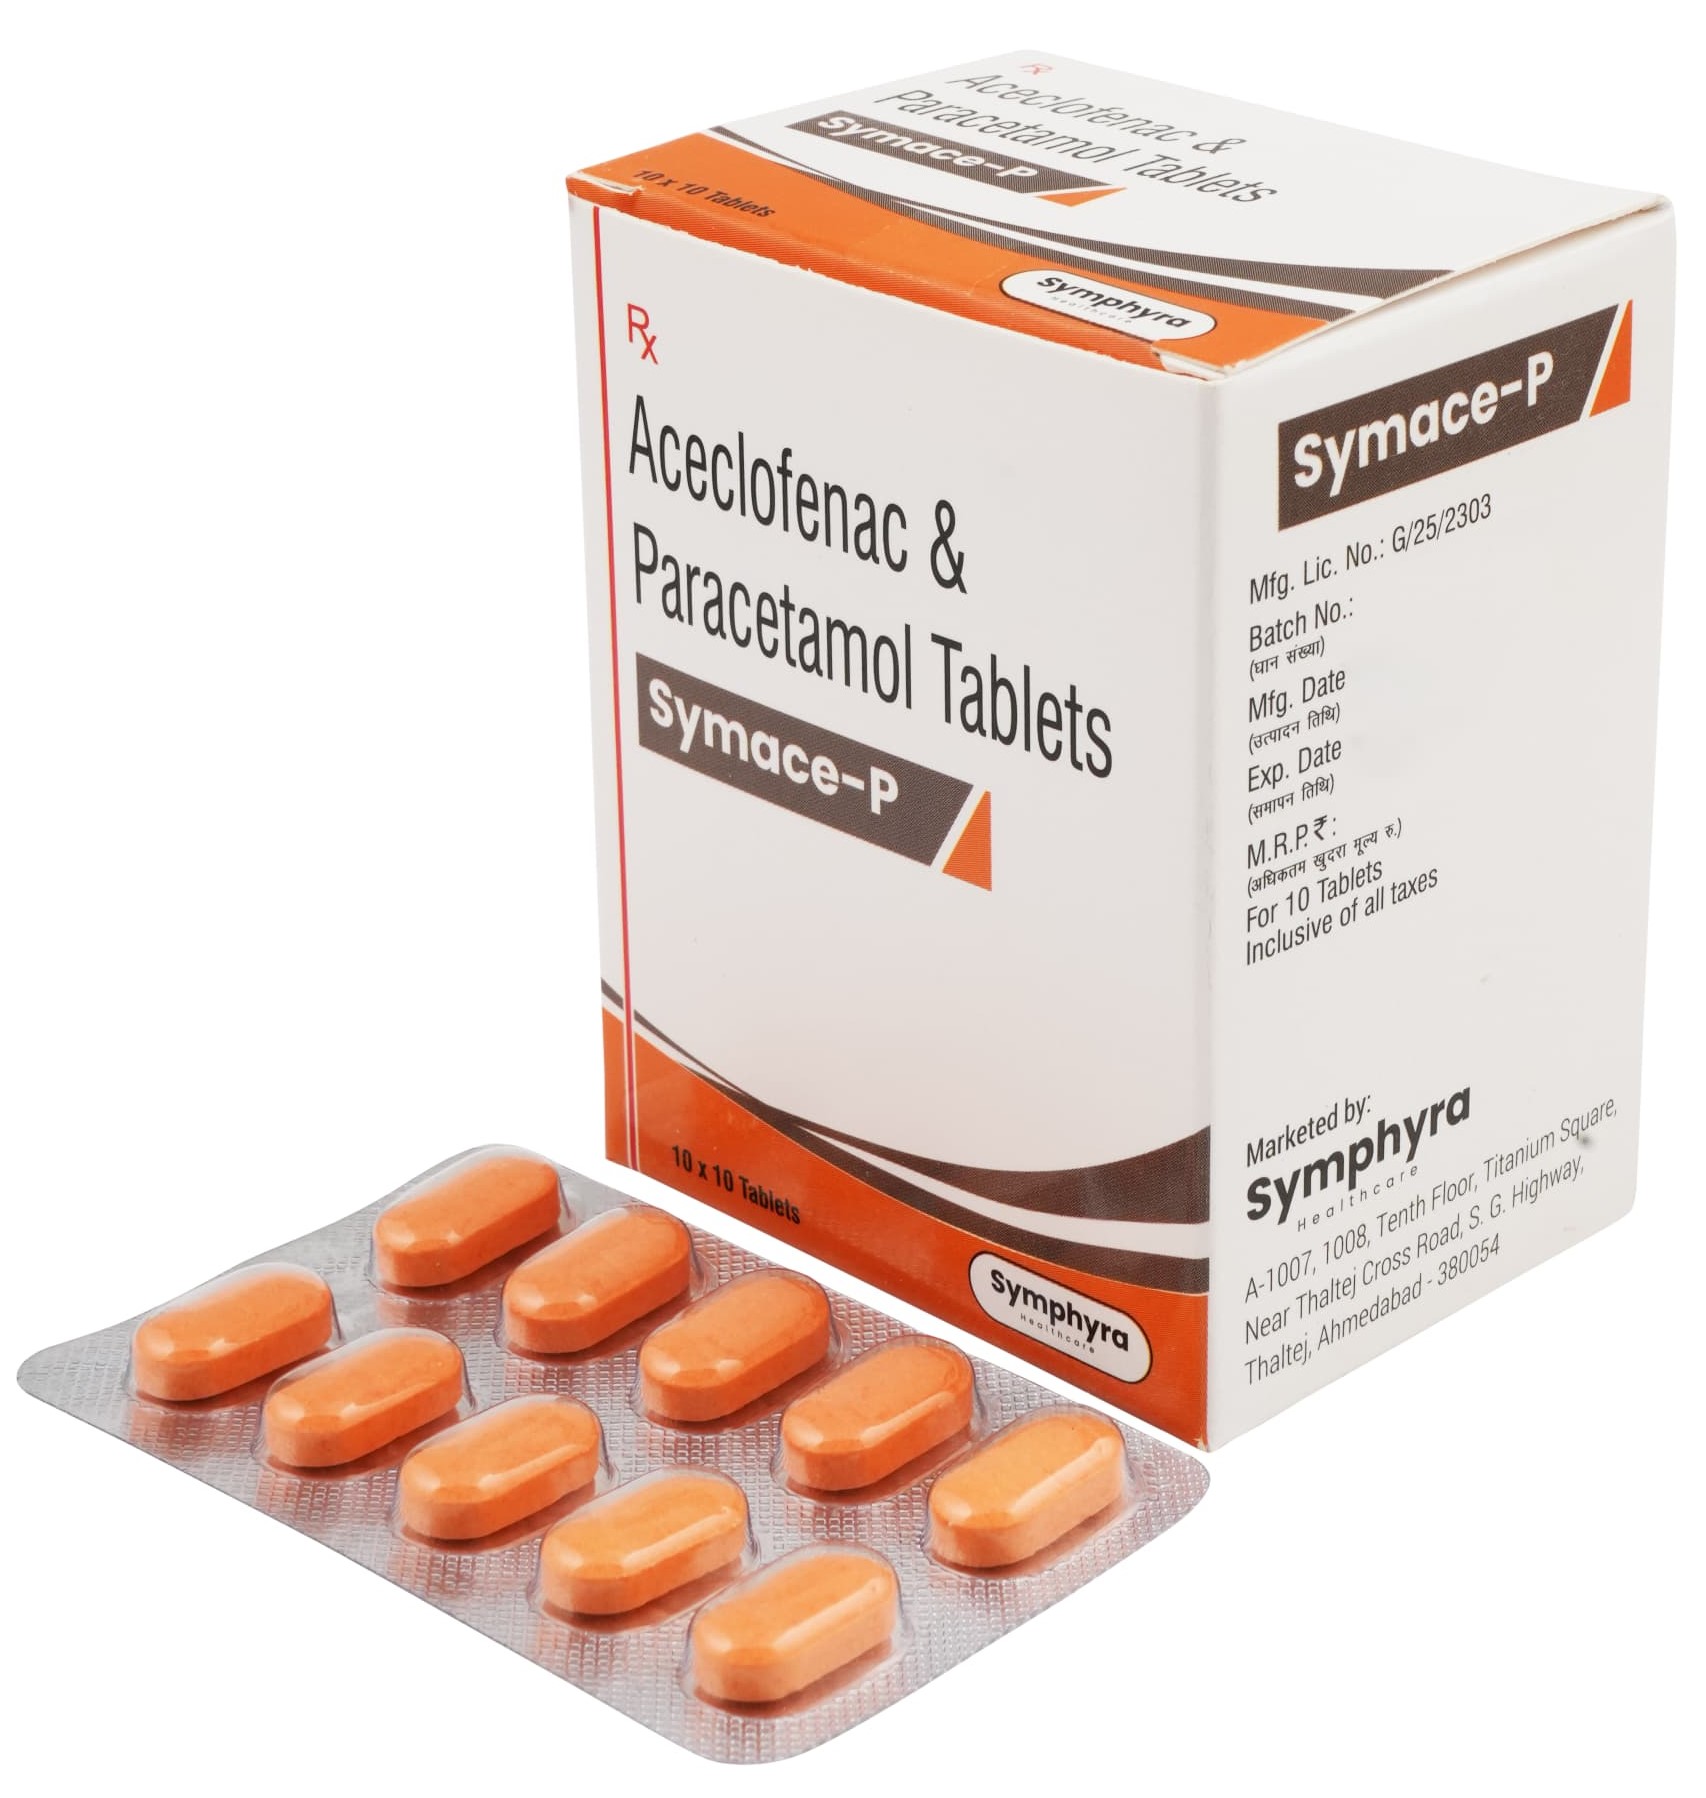 Rx
Aceclofenac &
Paracetamol Tablets
Symace-P
10 x 10 Tablets
Symphyra
Healthcare
Rx
Aceclofenac &
Paracetamol Tablets
Symace-P
10 x 10 Tablets
Symphyra
Healthcare
Symace-P
Mfg. Lic. No.: G/25/2303
Batch No.:
(घान संख्या)
Mfg. Date
(उत्पादन तिथि)
Exp. Date
(समापन तिथि)
M.R.P.₹:
(अधिकतम खुदरा मूल्य रु.)
For 10 Tablets
Inclusive of all taxes
Marketed by:
Symphyra
Healthcare
A-1007, 1008, Tenth Floor, Titanium Square,
Near Thaltej Cross Road, S. G. Highway,
Thaltej, Ahmedabad - 380054